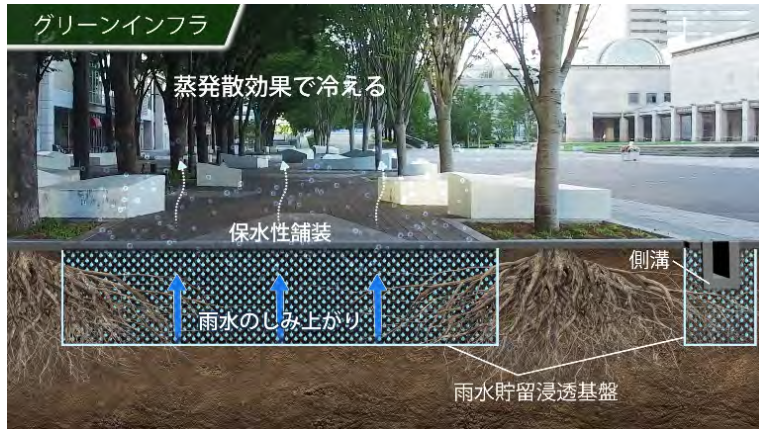 グリーンインフラ
蒸発散効果で冷える
保水性舗装
側溝
雨水のしみ上がり
雨水貯留浸透基盤